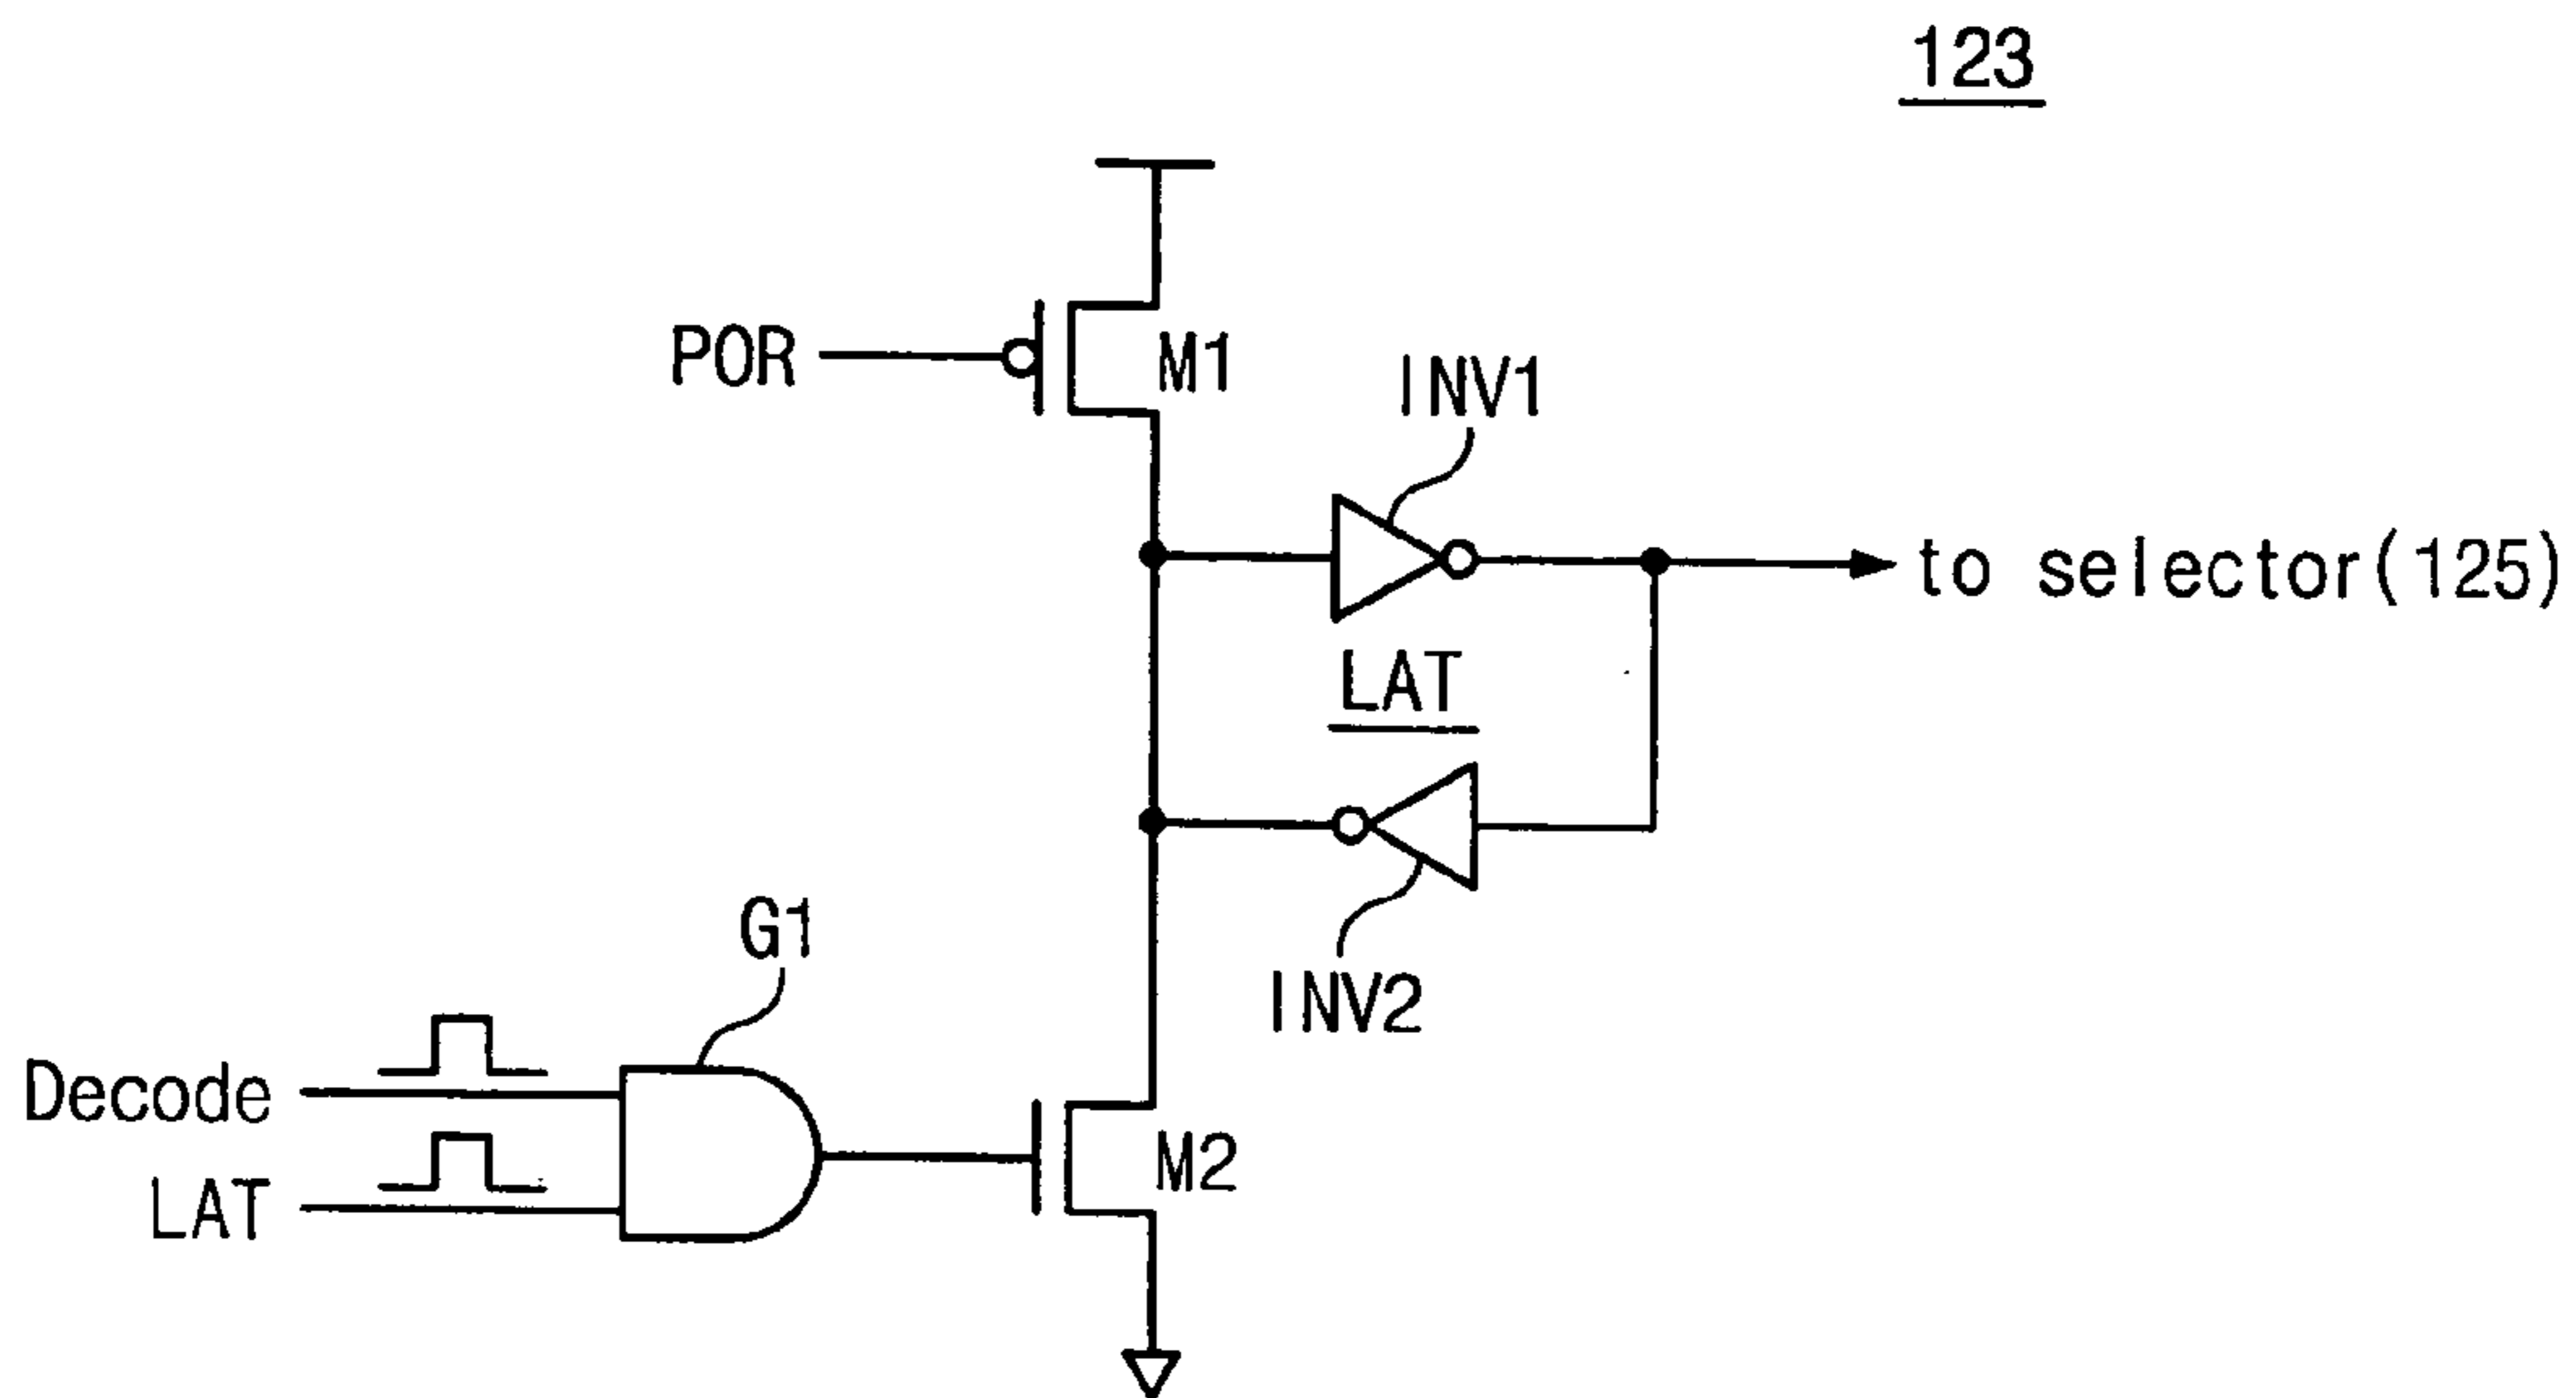 123
POR
M1
INV1
to selector(125)
LAT
G1
INV2
Decode
M2
LAT